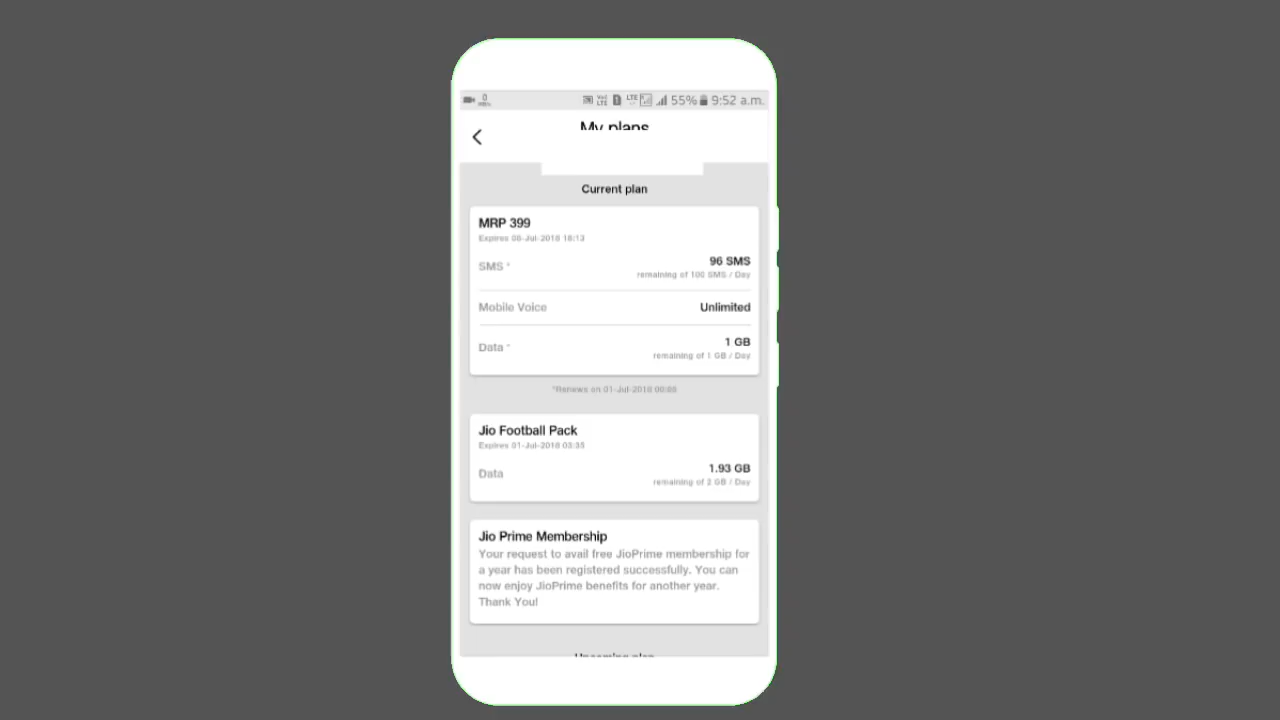 0
LTE
55% 9:52 a.m.
My plans
Current plan
MRP 399
Expires 08-Jul-2018 18:13
SMS *
96 SMS
remaining of 100 SMS / Day
Mobile Voice
Unlimited
Data *
1 GB
remaining of 1 GB / Day
*Renews on 01-Jul-2018
Jio Football Pack
Expires 01-Jul-2018 03:35
Data
1.93 GB
remaining of 2 GB / Day
Jio Prime Membership
Your request to avail free JioPrime membership for
a year has been registered successfully. You can
now enjoy JioPrime benefits for another year.
Thank You!
Upcoming plan